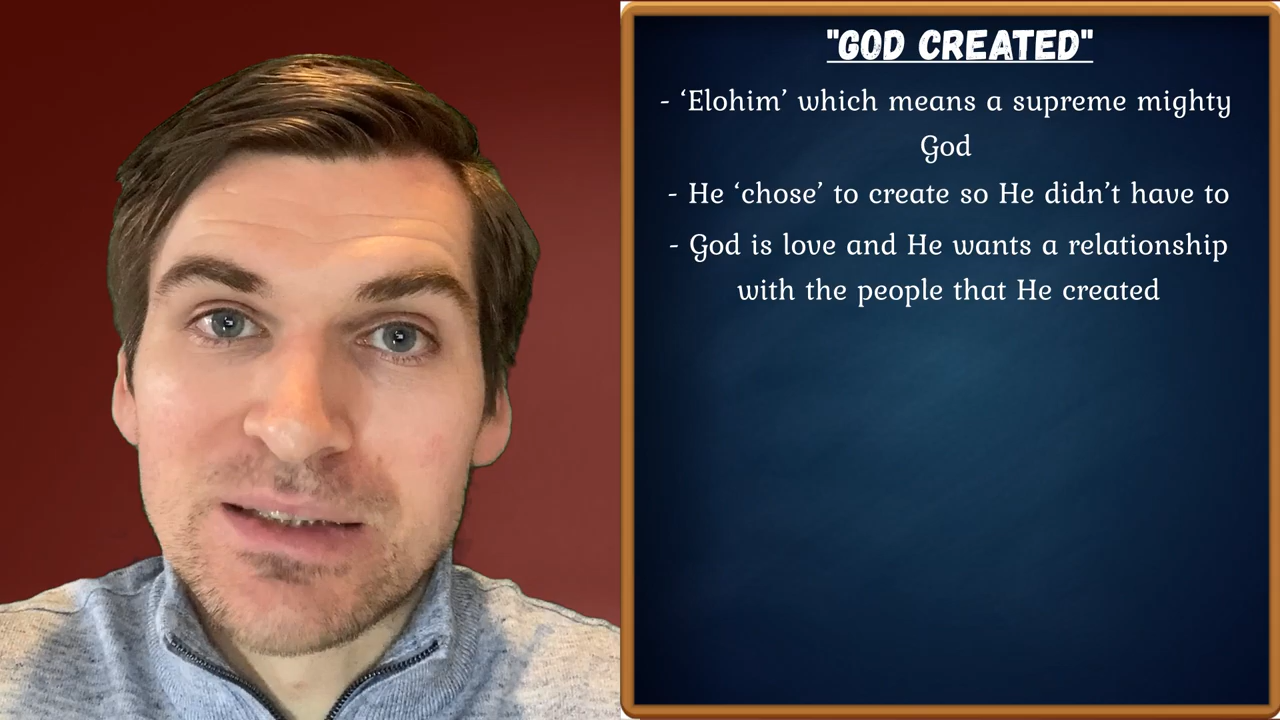 "GOD CREATED"
- ‘Elohim’ which means a supreme mighty
God
- He ‘chose’ to create so He didn’t have to
- God is love and He wants a relationship
with the people that He created